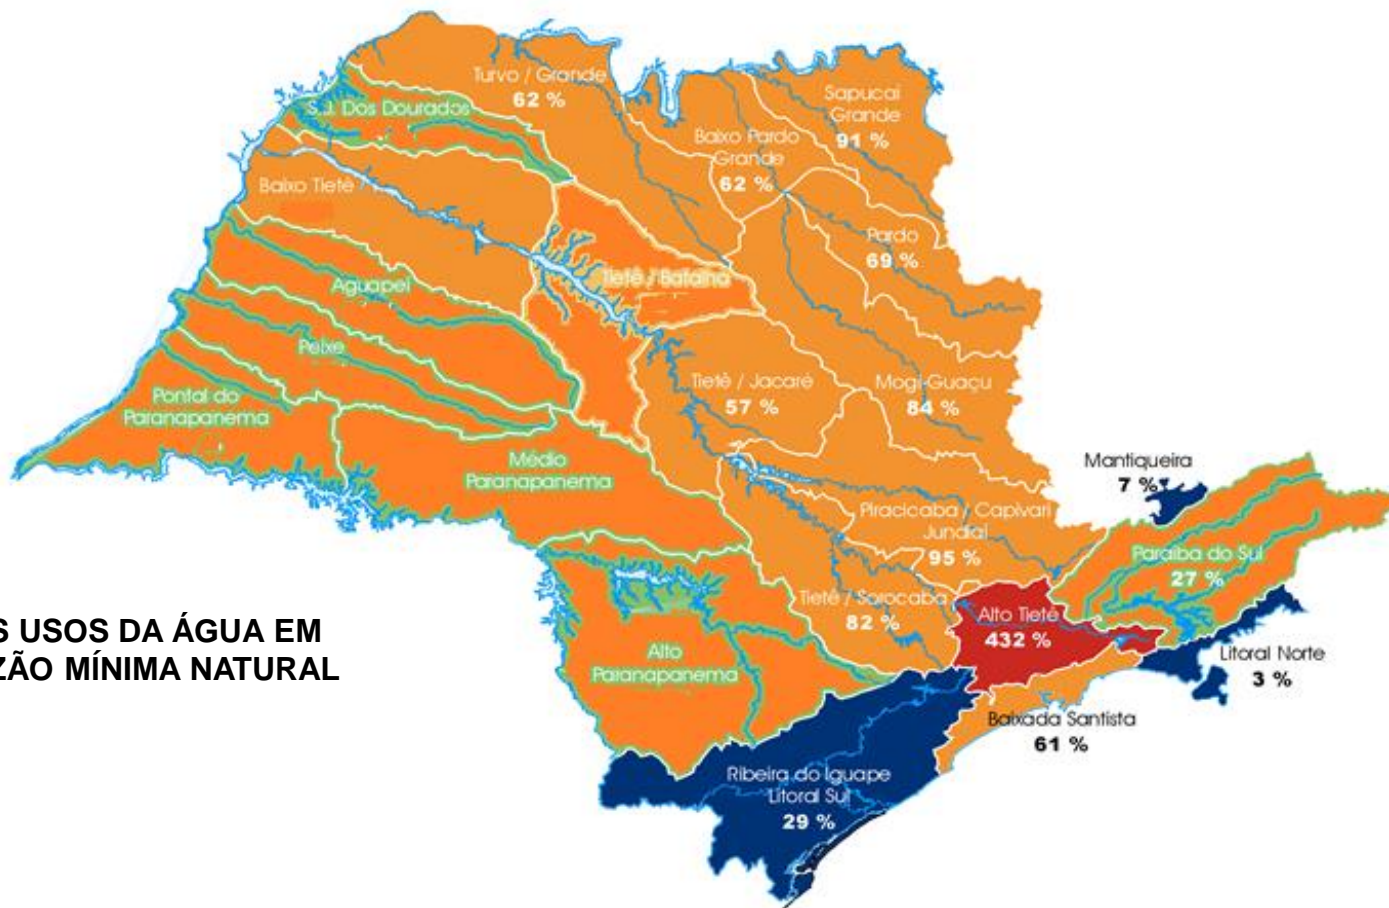 Turvo / Grande
62 %
Sapucaí
Grande
91 %
S.J. Dos Dourados
Baixo Pardo
Grande
62 %
Baixo Tietê /
Pardo
69 %
Tietê / Batalha
Aguapeí
Peixe
Tietê / Jacaré
57 %
Mogi-Guaçu
84 %
Pontal do
Paranapanema
Médio
Paranapanema
Mantiqueira
7 %
Piracicaba / Capivari
Jundiaí
95 %
Paraíba do Sul
27 %
Tietê / Sorocaba
82 %
Alto Tietê
432 %
S USOS DA ÁGUA EM
ZÃO MÍNIMA NATURAL
Alto
Paranapanema
Litoral Norte
3 %
Baixada Santista
61 %
Ribeira do Iguape
Litoral Sul
29 %